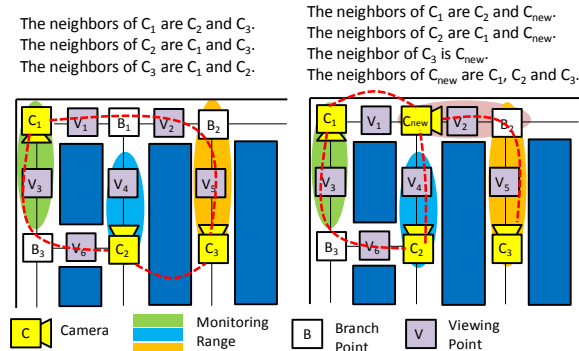 The neighbors of C1 are C2 and C3.
The neighbors of C2 are C1 and C3.
The neighbors of C3 are C1 and C2.
The neighbors of C1 are C2 and Cnew.
The neighbors of C2 are C1 and Cnew.
The neighbor of C3 is Cnew.
The neighbors of Cnew are C1, C2 and C3.
C1 V1 B1 V2 B2
V3 V4 V5
B3 V6 C2 C3
C1 V1 Cnew V2 B2
V3 V4 V5
B3 V6 C2 C3
C Camera
Monitoring
Range
B Branch
Point
V Viewing
Point